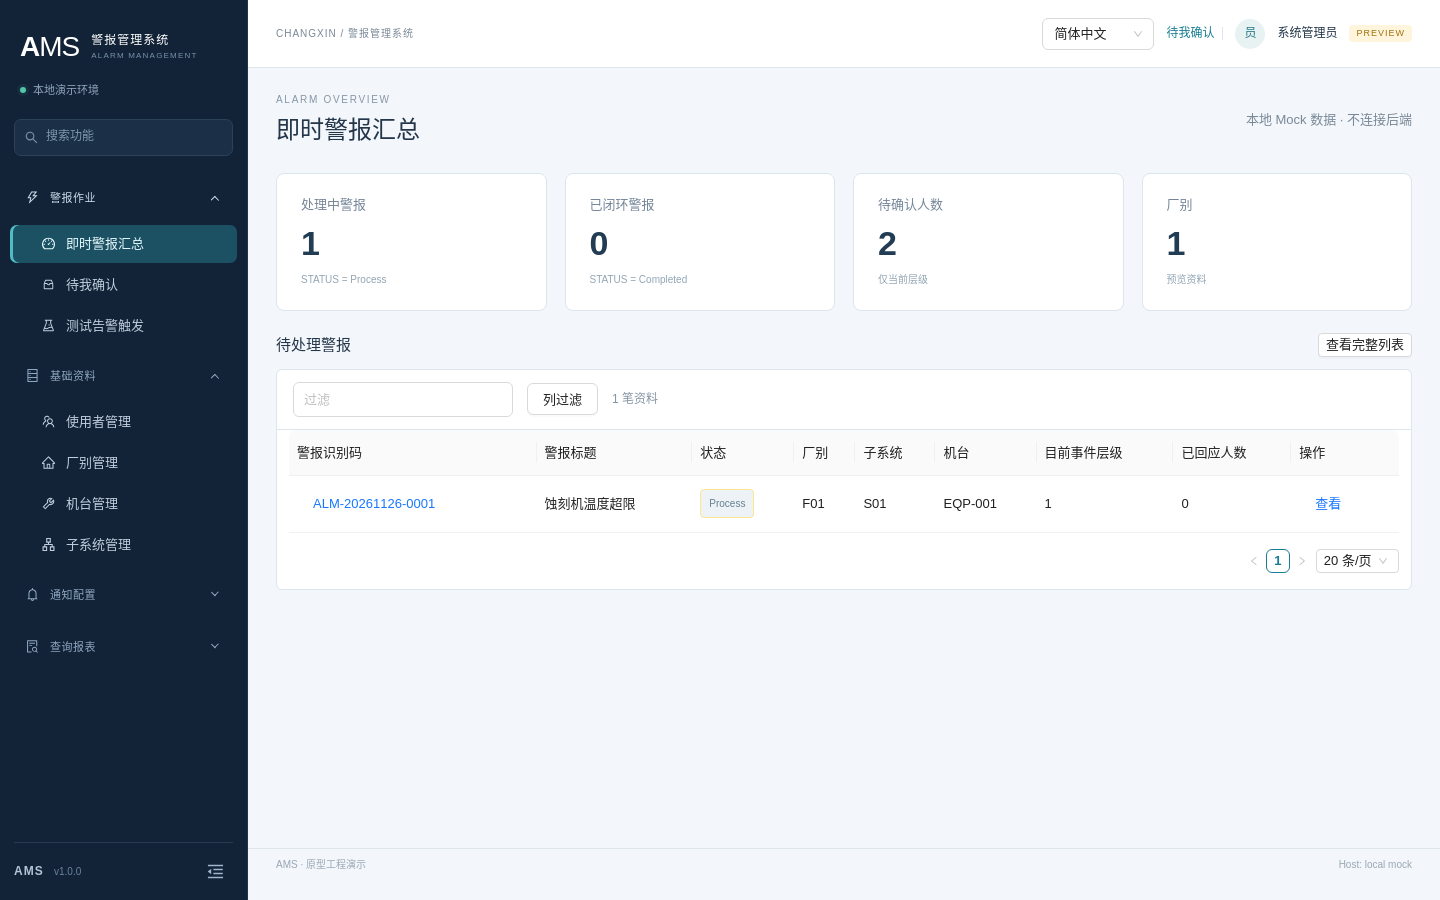 AMS 警报管理系统
ALARM MANAGEMENT
本地演示环境
搜索功能
警报作业
即时警报汇总
待我确认
测试告警触发
基础资料
使用者管理
厂别管理
机台管理
子系统管理
通知配置
查询报表
AMS v1.0.0
CHANGXIN / 警报管理系统
简体中文 待我确认 员 系统管理员 PREVIEW
ALARM OVERVIEW
即时警报汇总
本地 Mock 数据 · 不连接后端
处理中警报
1
STATUS = Process
已闭环警报
0
STATUS = Completed
待确认人数
2
仅当前层级
厂别
1
预览资料
待处理警报 查看完整列表
过滤 列过滤 1 笔资料
警报识别码 警报标题 状态 厂别 子系统 机台 目前事件层级 已回应人数 操作
ALM-20261126-0001 蚀刻机温度超限 Process F01 S01 EQP-001 1 0 查看
1 20 条/页
AMS · 原型工程演示 Host: local mock